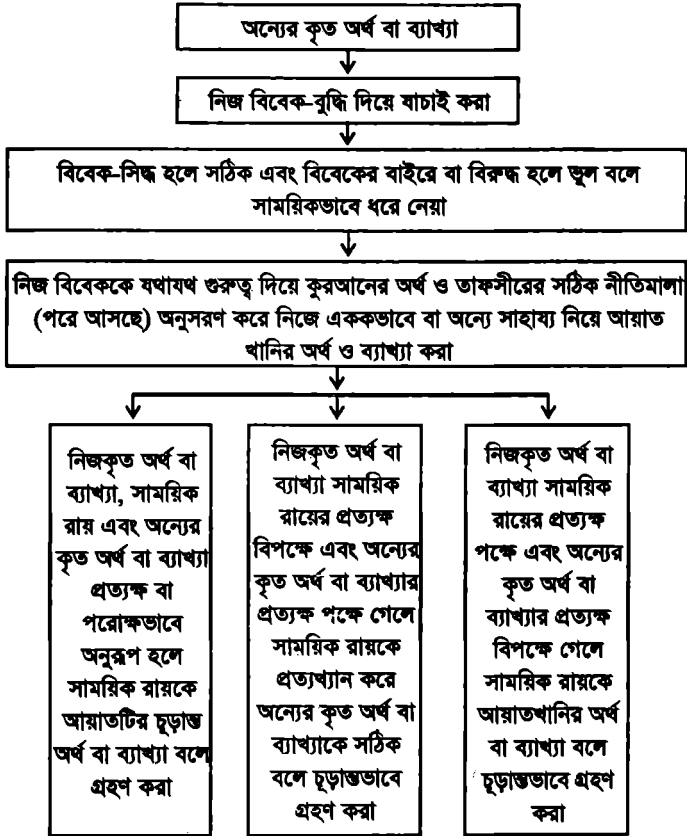 অন্যের কৃত অর্থ বা ব্যাখ্যা
নিজ বিবেক-বুদ্ধি দিয়ে যাচাই করা
বিবেক-সিদ্ধ হলে সঠিক এবং বিবেকের বাইরে বা বিরুদ্ধ হলে ভুল বলে
সাময়িকভাবে ধরে নেয়া
নিজ বিবেককে যথাযথ গুরুত্ব দিয়ে কুরআনের অর্থ ও তাফসীরের সঠিক নীতিমালা
(পরে আসছে) অনুসরণ করে নিজে এককভাবে বা অন্যে সাহায্য নিয়ে আয়াত
খানির অর্থ ও ব্যাখ্যা করা
নিজকৃত অর্থ বা
ব্যাখ্যা, সাময়িক
রায় এবং অন্যের
কৃত অর্থ বা ব্যাখ্যা
প্রত্যক্ষ বা
পরোক্ষভাবে
অনুরূপ হলে
সাময়িক রায়কে
আয়াতটির চূড়ান্ত
অর্থ বা ব্যাখ্যা বলে
গ্রহণ করা
নিজকৃত অর্থ বা
ব্যাখ্যা সাময়িক
রায়ের প্রত্যক্ষ
বিপক্ষে এবং অন্যের
কৃত অর্থ বা ব্যাখ্যার
প্রত্যক্ষ পক্ষে গেলে
সাময়িক রায়কে
প্রত্যখ্যান করে
অন্যের কৃত অর্থ বা
ব্যাখ্যাকে সঠিক
বলে চূড়ান্তভাবে
গ্রহণ করা
নিজকৃত অর্থ বা
ব্যাখ্যা সাময়িক
রায়ের প্রত্যক্ষ
পক্ষে এবং অন্যের
কৃত অর্থ বা
ব্যাখ্যার প্রত্যক্ষ
বিপক্ষে গেলে
সাময়িক রায়কে
আয়াতখানির অর্থ
বা ব্যাখ্যা বলে
চূড়ান্তভাবে গ্রহণ
করা